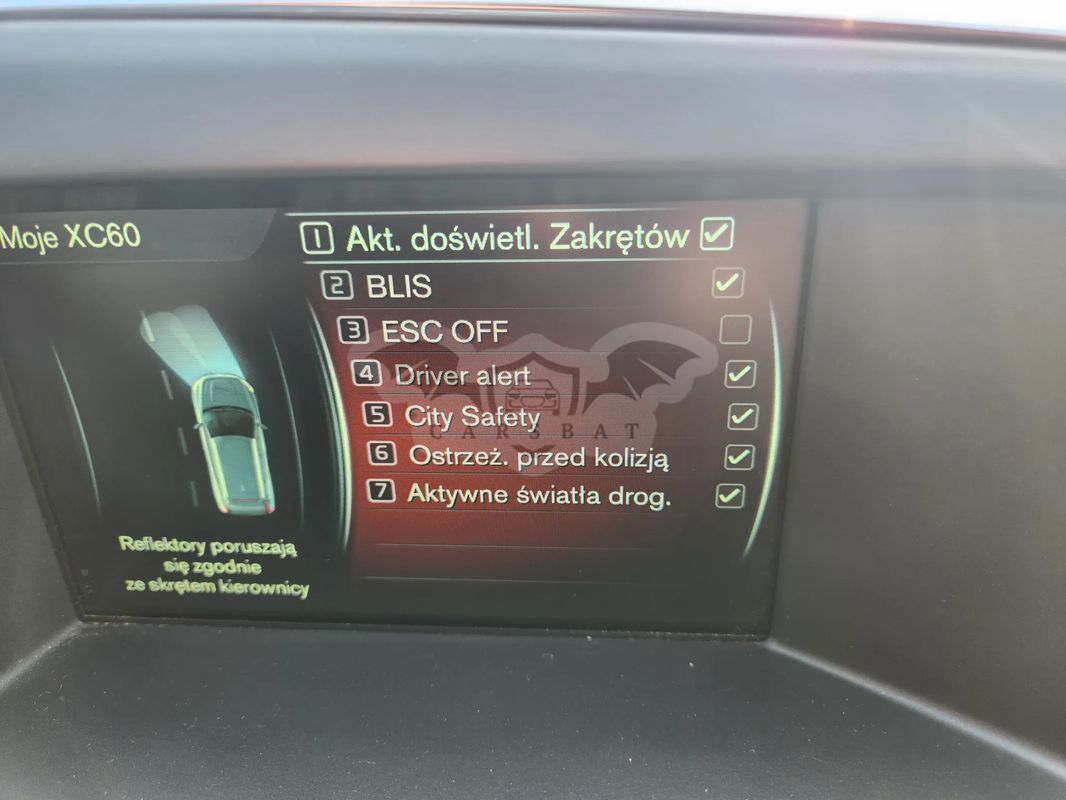 Moje XC60
1 Akt. doświetl. Zakrętów
2 BLIS
3 ESC OFF
4 Driver alert
5 City Safety
6 Ostrzeż. przed kolizją
7 Aktywne światła drog.
CARSBAT
Reflektory poruszają
się zgodnie
ze skrętem kierownicy